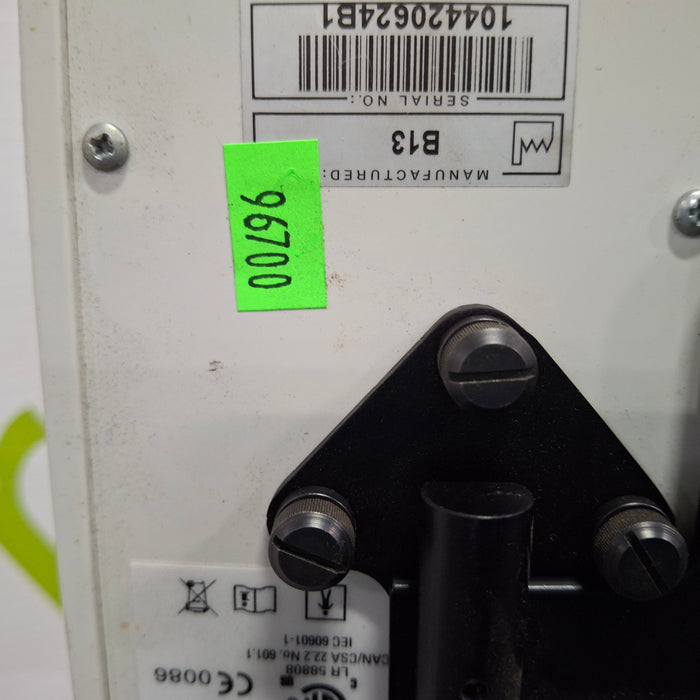 96700
CE 0086
LR 58808
CAN/CSA 22.2 No. 601.1
IEC 60601-1
MANUFACTURED:
B13
SERIAL NO.:
104420624B1